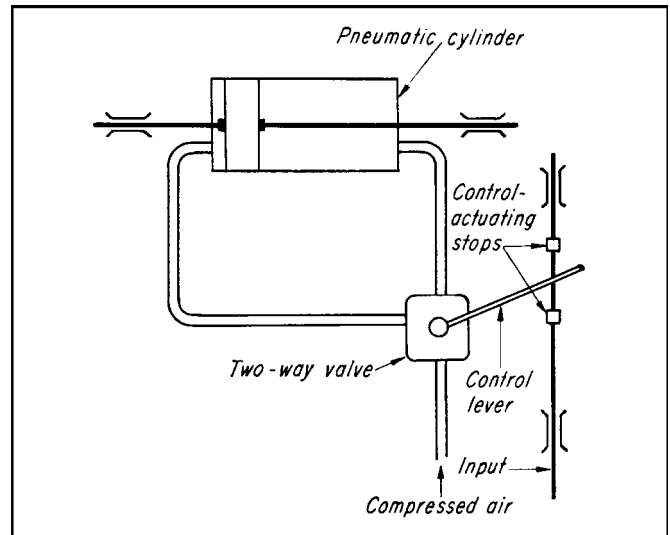 Pneumatic cylinder
Control-
actuating
stops
Two-way valve
Control
lever
Input
Compressed air